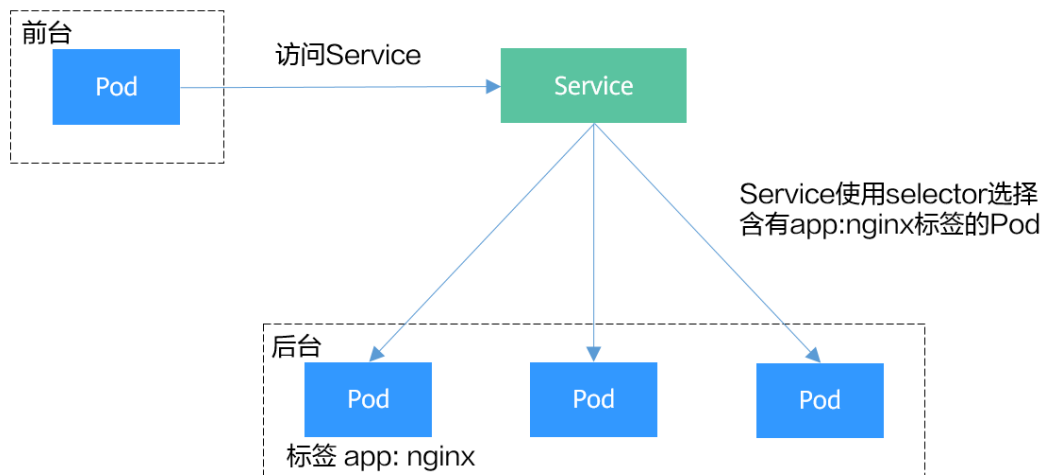 前台
Pod
访问Service
Service
Service使用selector选择
含有app:nginx标签的Pod
后台
Pod
Pod
Pod
标签 app: nginx